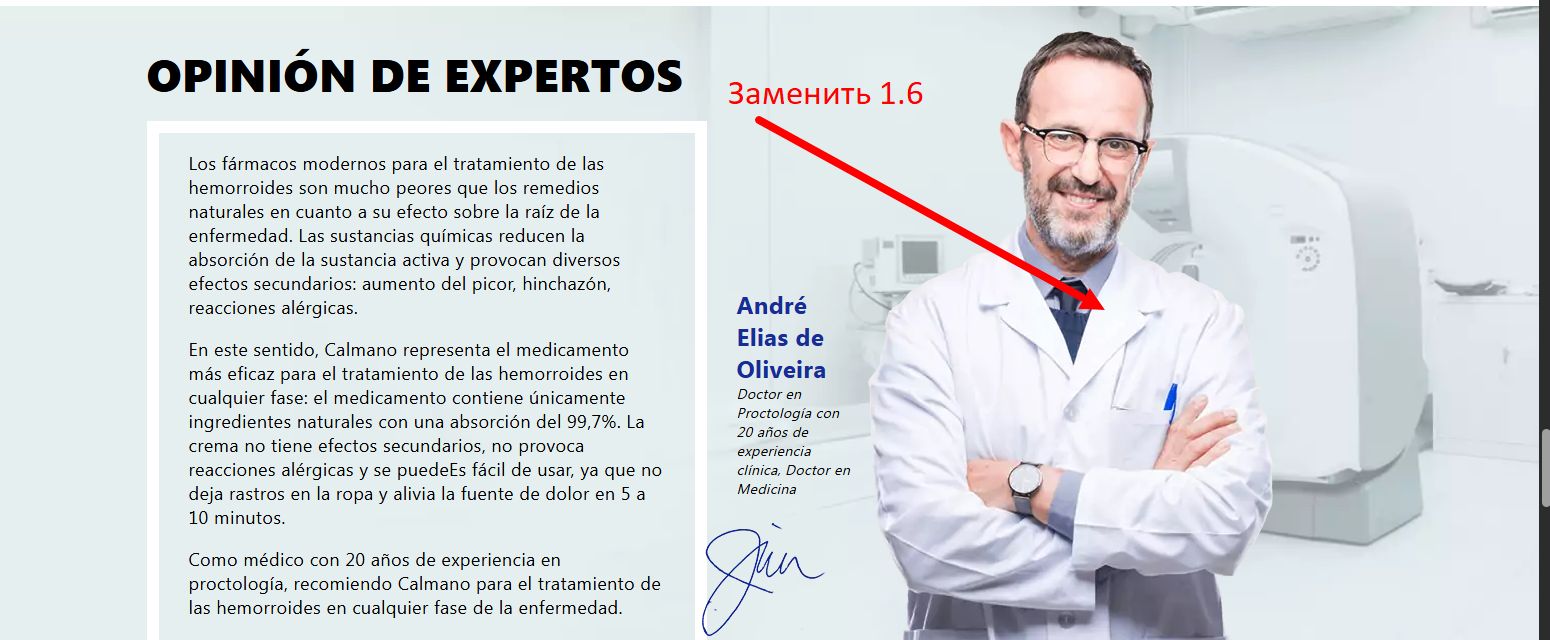 OPINIÓN DE EXPERTOS
Заменить 1.6
Los fármacos modernos para el tratamiento de las
hemorroides son mucho peores que los remedios
naturales en cuanto a su efecto sobre la raíz de la
enfermedad. Las sustancias químicas reducen la
absorción de la sustancia activa y provocan diversos
efectos secundarios: aumento del picor, hinchazón,
reacciones alérgicas.
En este sentido, Calmano representa el medicamento
más eficaz para el tratamiento de las hemorroides en
cualquier fase: el medicamento contiene únicamente
ingredientes naturales con una absorción del 99,7%. La
crema no tiene efectos secundarios, no provoca
reacciones alérgicas y se puedeEs fácil de usar, ya que no
deja rastros en la ropa y alivia la fuente de dolor en 5 a
10 minutos.
Como médico con 20 años de experiencia en
proctología, recomiendo Calmano para el tratamiento de
las hemorroides en cualquier fase de la enfermedad.
André
Elias de
Oliveira
Doctor en
Proctología con
20 años de
experiencia
clínica, Doctor en
Medicina